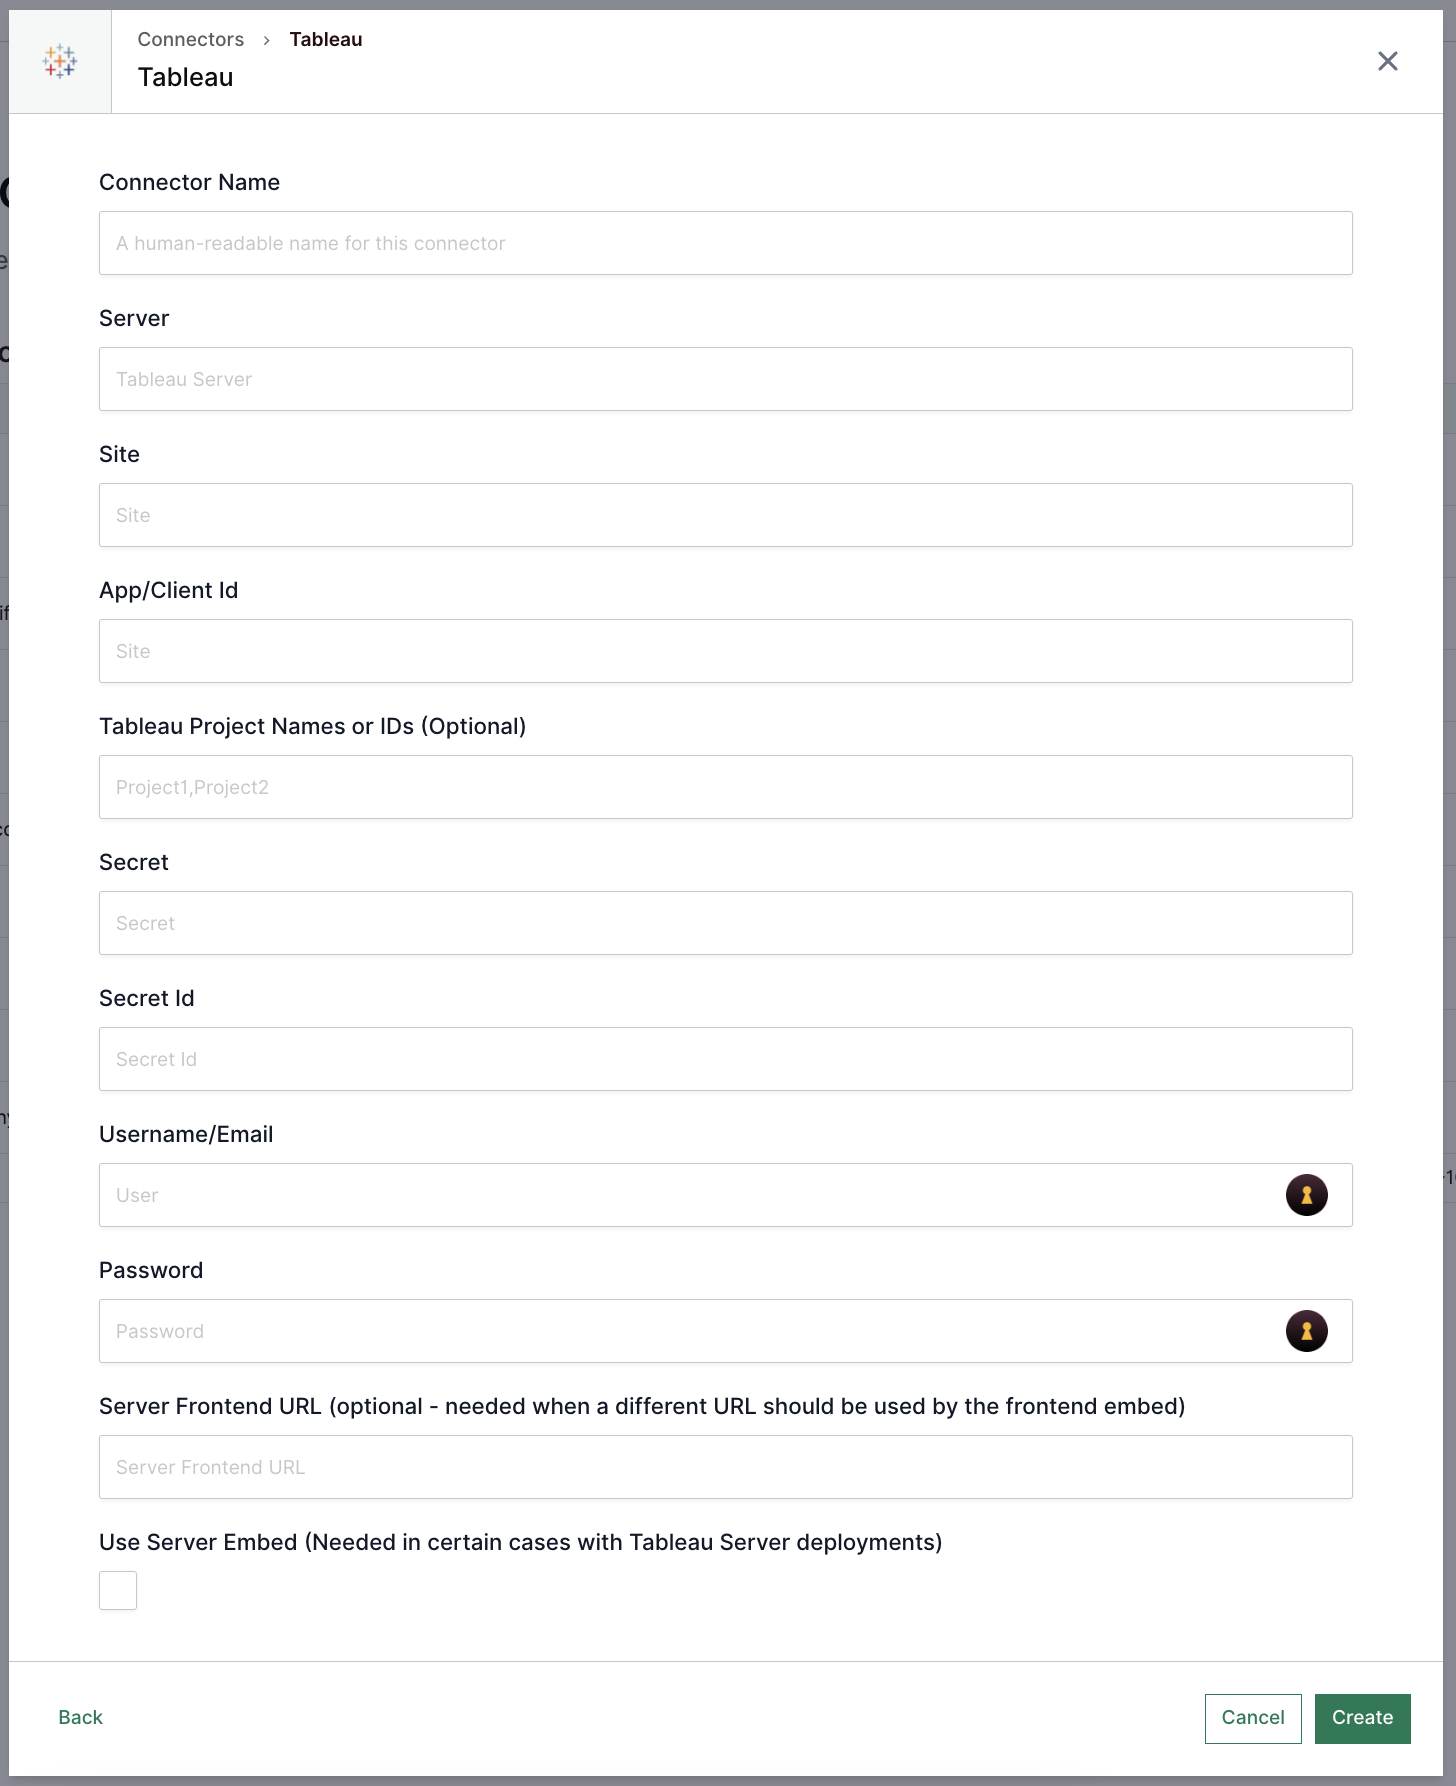 Connectors > Tableau
Tableau
Connector Name
A human-readable name for this connector
Server
Tableau Server
Site
Site
App/Client Id
Site
Tableau Project Names or IDs (Optional)
Project1,Project2
Secret
Secret
Secret Id
Secret Id
Username/Email
User
Password
Password
Server Frontend URL (optional - needed when a different URL should be used by the frontend embed)
Server Frontend URL
Use Server Embed (Needed in certain cases with Tableau Server deployments)
Back
Cancel
Create